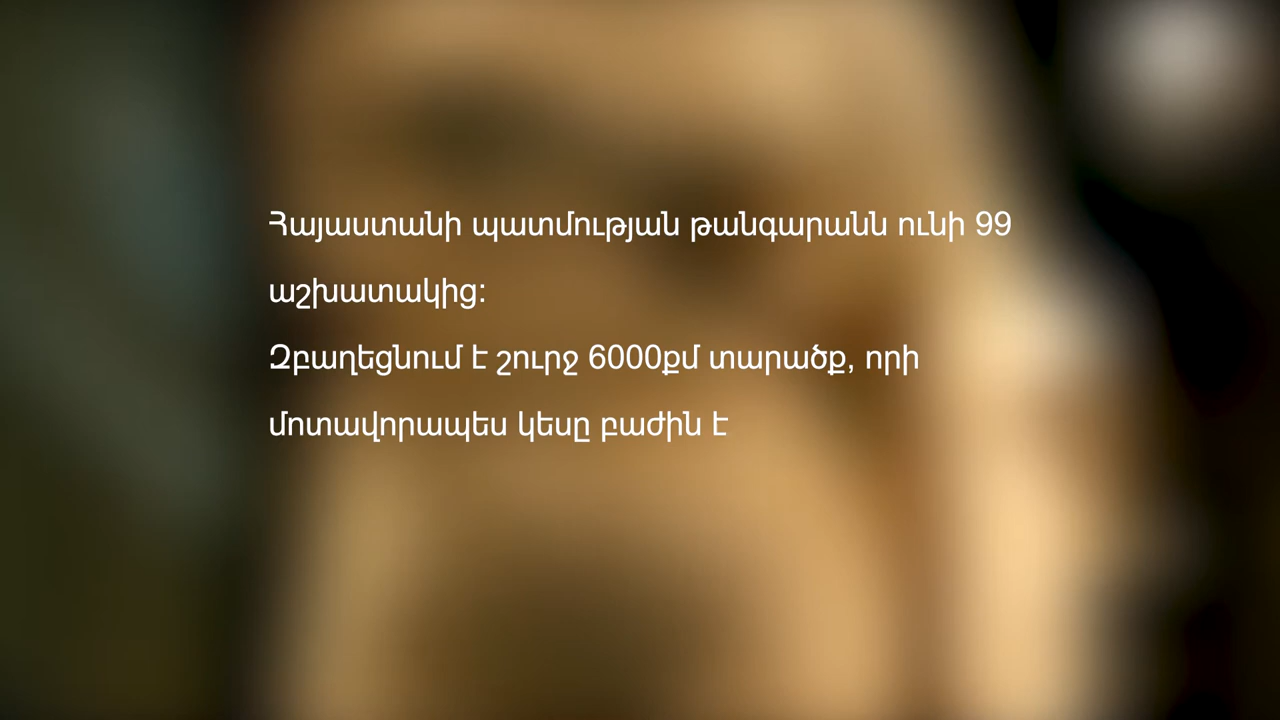 Հայաստանի պատմության թանգարանն ունի 99
աշխատակից:
Զբաղեցնում է շուրջ 6000քմ տարածք, որի
մոտավորապես կեսը բաժին է